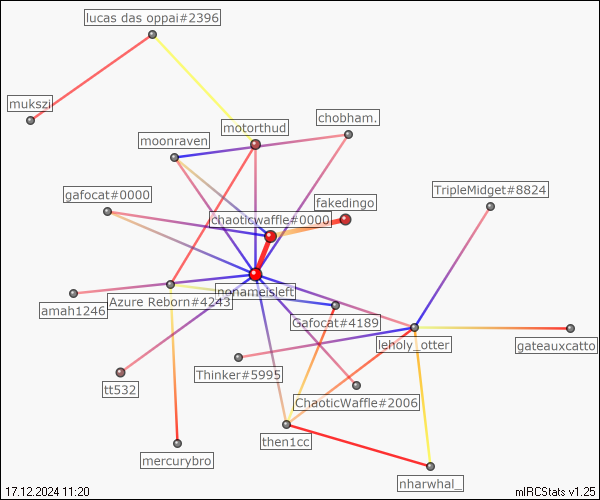 lucas das oppai#2396
mukszi
chobham.
motorthud
moonraven
TripleMidget#8824
gafocat#0000
fakedingo
chaoticwaffle#0000
nonameisleft
Azure Reborn#4243
amah1246
Gafocat#4189
leholy_otter
gateauxcatto
Thinker#5995
tt532
ChaoticWaffle#2006
then1cc
mercurybro
nharwhal_
17.12.2024 11:20
mIRCStats v1.25